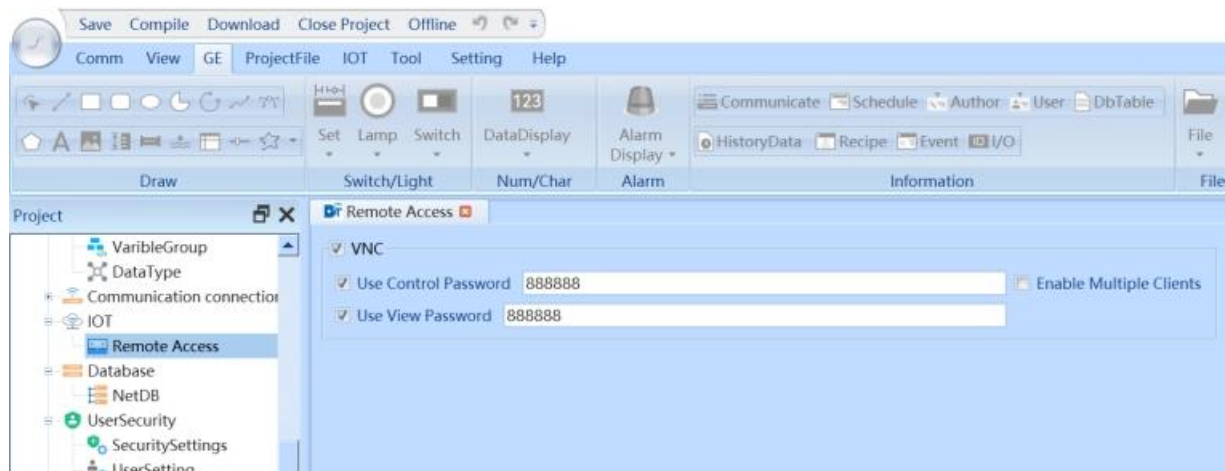 Save Compile Download Close Project Offline
Comm View GE ProjectFile IOT Tool Setting Help
123
Communicate Schedule Author User DbTable
Set Lamp Switch DataDisplay Alarm Display File
HistoryData Recipe Event I/O
Draw Switch/Light Num/Char Alarm Information File
Project
Remote Access
VaribleGroup
VNC
DataType
Use Control Password 888888 Enable Multiple Clients
Communication connection
IOT
Use View Password 888888
Remote Access
Database
NetDB
UserSecurity
SecuritySettings
UserSetting